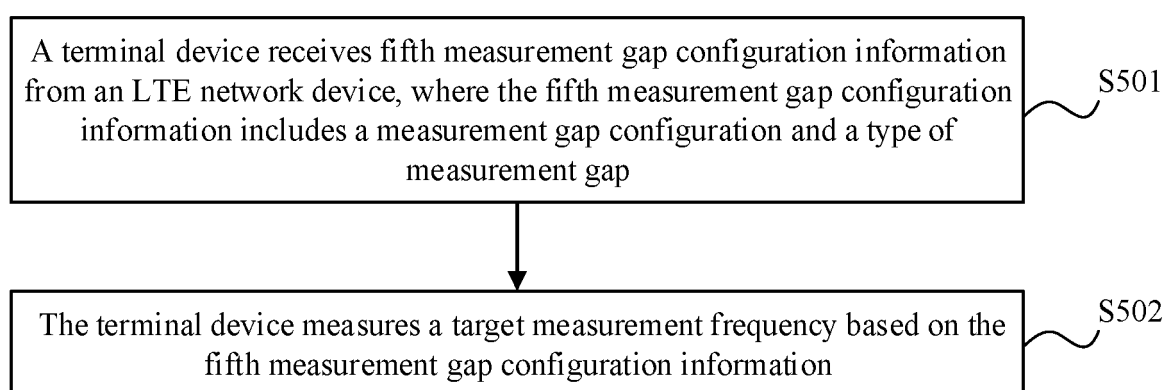 A terminal device receives fifth measurement gap configuration information
from an LTE network device, where the fifth measurement gap configuration
information includes a measurement gap configuration and a type of
measurement gap
S501
The terminal device measures a target measurement frequency based on the
fifth measurement gap configuration information
S502